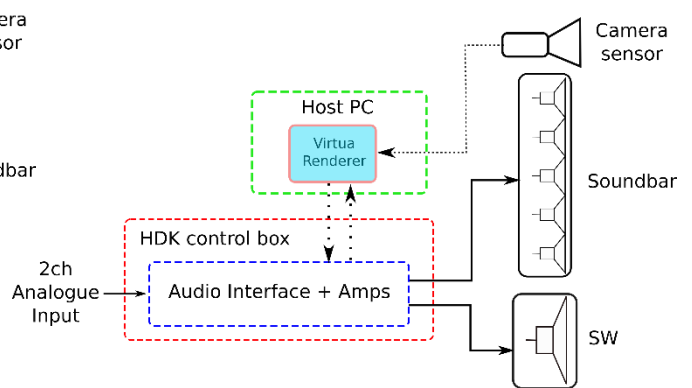 Camera
sensor
Host PC
Virtua
Renderer
Soundbar
HDK control box
2ch
Analogue
Input
Audio Interface + Amps
SW